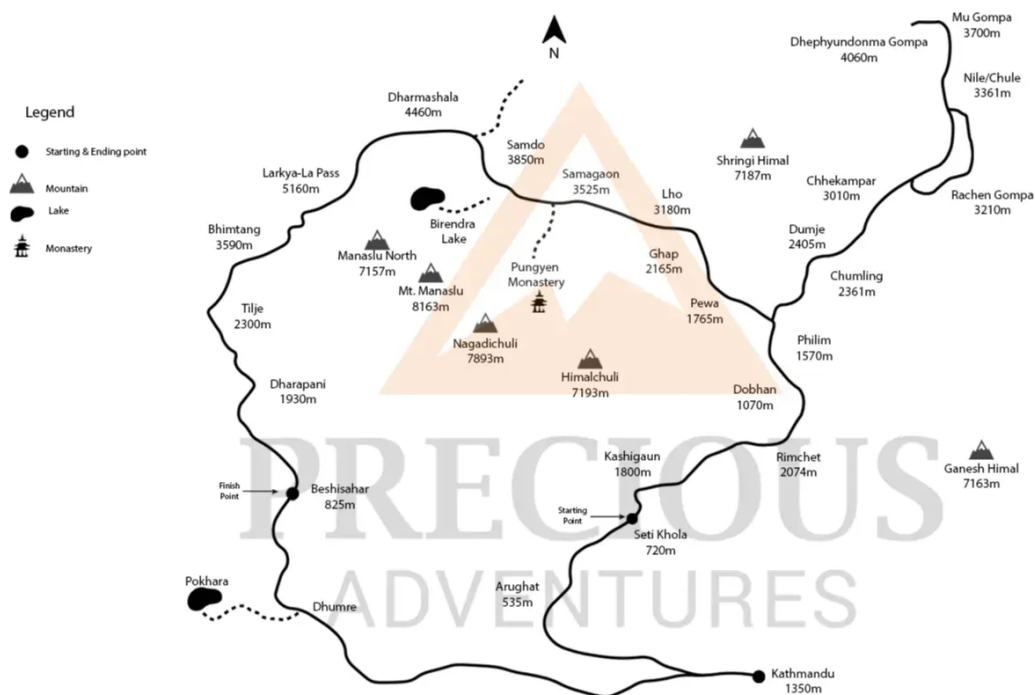 Mu Gompa
3700m
Dhephyundonma Gompa
4060m
N
Nile/Chule
3361m
Legend
Dharmashala
4460m
Starting & Ending point
Samdo
3850m
Shringi Himal
7187m
Mountain
Larkya-La Pass
5160m
Samagaon
3525m
Lho
3180m
Chhekampar
3010m
Rachen Gompa
3210m
Lake
Birendra
Lake
Bhimtang
3590m
Dumje
2405m
Monastery
Manaslu North
7157m
Ghap
2165m
Pungyen
Monastery
Chumling
2361m
Mt. Manaslu
8163m
Tilje
2300m
Pewa
1765m
Nagadichuli
7893m
Philim
1570m
Himalchuli
7193m
Dharapani
1930m
Dobhan
1070m
PRECIOUS
ADVENTURES
Kashigaun
1800m
Rimchet
2074m
Ganesh Himal
7163m
Finish
Point
Beshisahar
825m
Starting
Point
Seti Khola
720m
Pokhara
Arughat
535m
Dhumre
Kathmandu
1350m